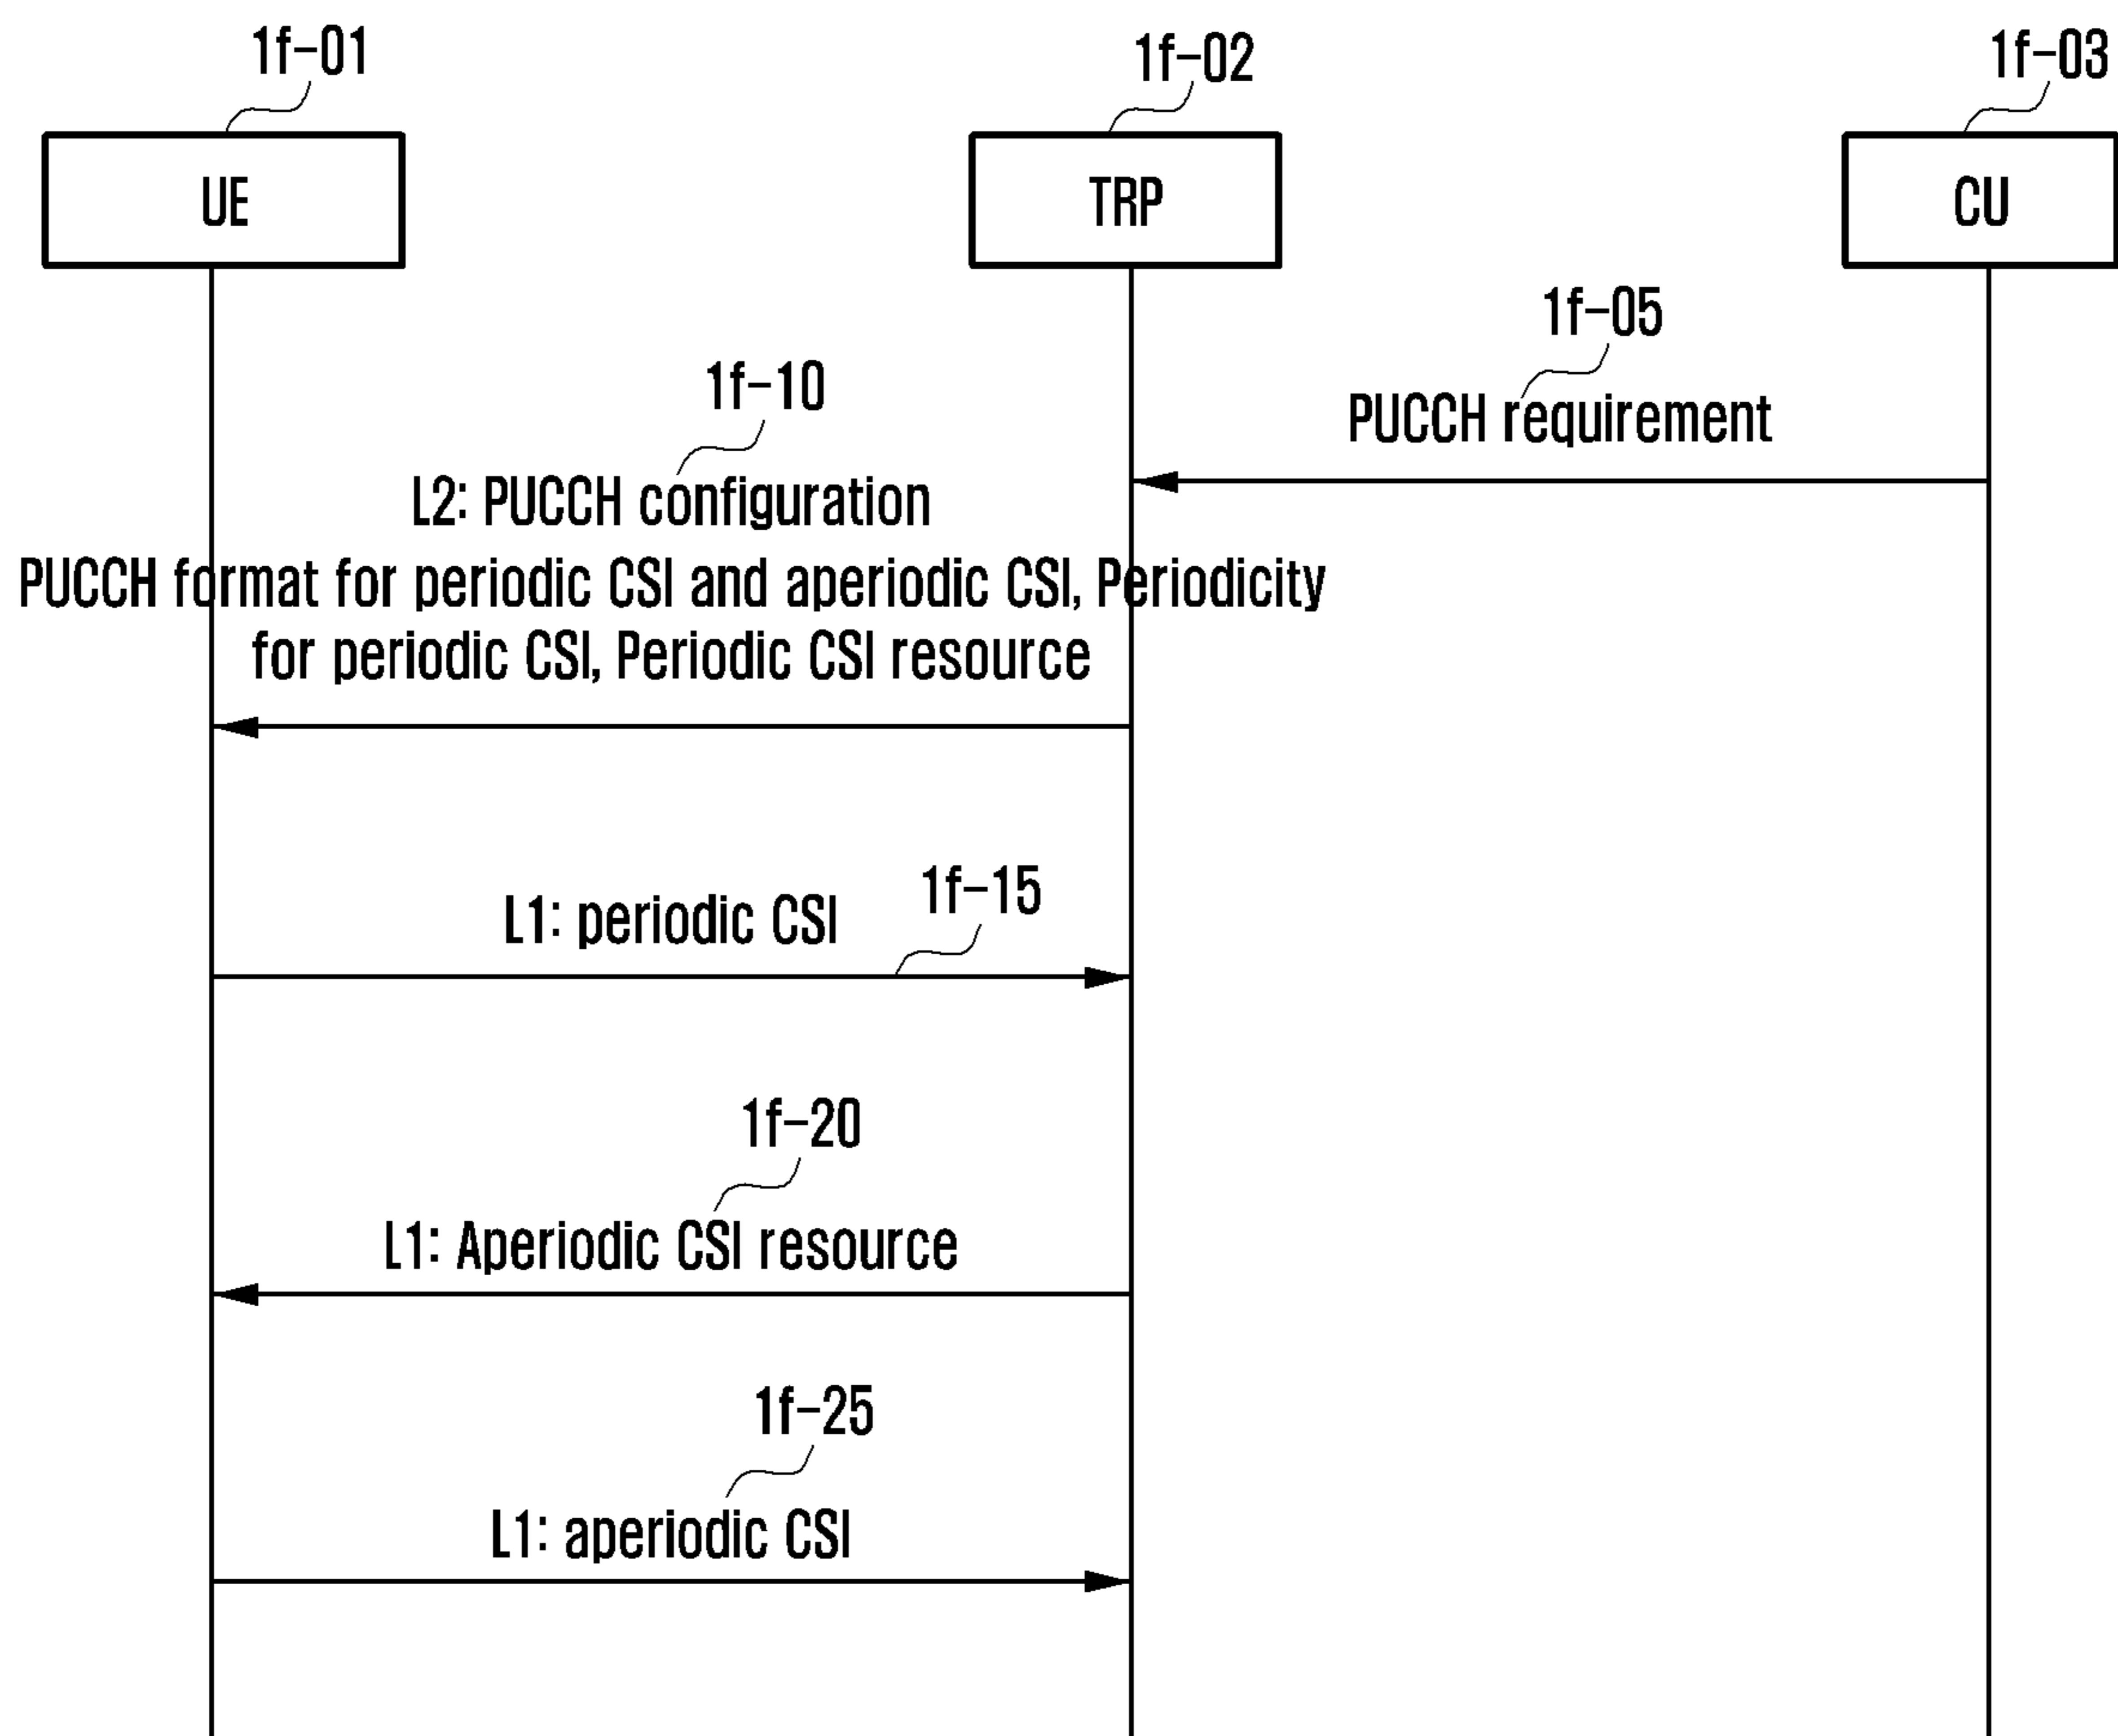 1f-01
1f-02
1f-03
UE
TRP
CU
1f-05
PUCCH requirement
1f-10
L2: PUCCH configuration
PUCCH format for periodic CSI and aperiodic CSI, Periodicity
for periodic CSI, Periodic CSI resource
1f-15
L1: periodic CSI
1f-20
L1: Aperiodic CSI resource
1f-25
L1: aperiodic CSI